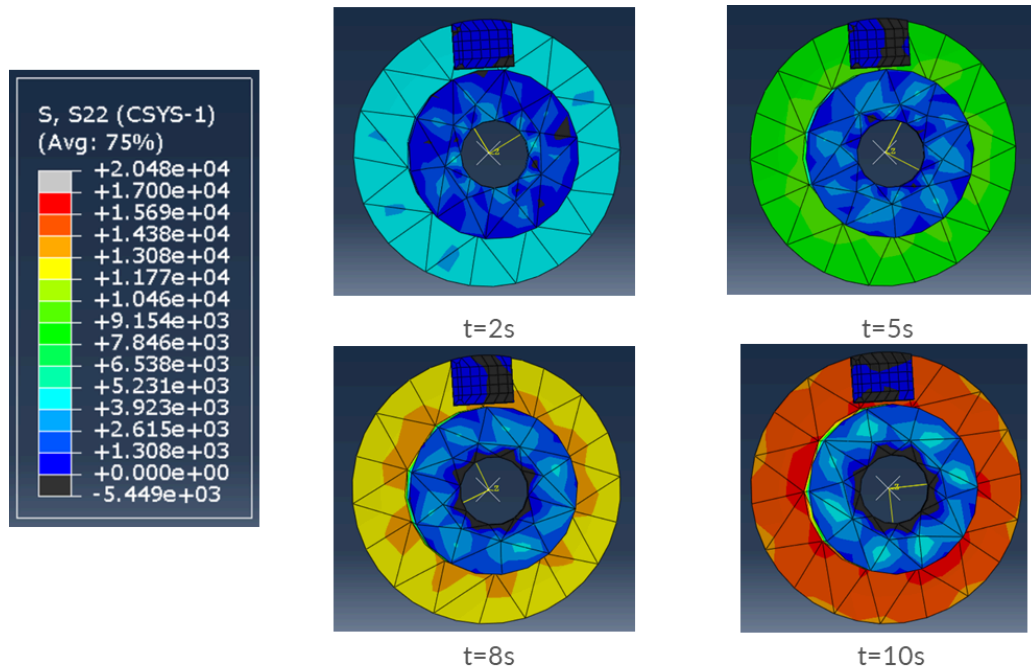 S, S22 (CSYS-1)
(Avg: 75%)
+2.048e+04
+1.700e+04
+1.569e+04
+1.438e+04
+1.308e+04
+1.177e+04
+1.046e+04
+9.154e+03
+7.846e+03
+6.538e+03
+5.231e+03
+3.923e+03
+2.615e+03
+1.308e+03
+0.000e+00
-5.449e+03
t=2s
t=5s
t=8s
t=10s